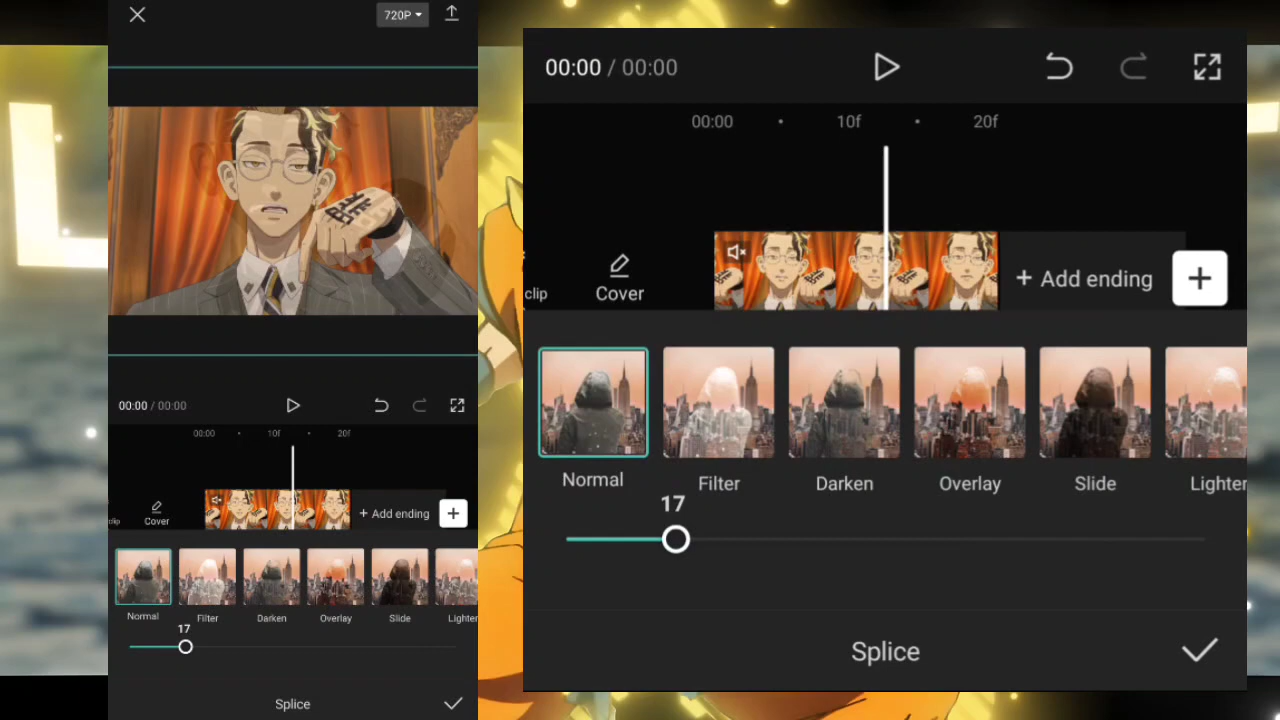 720P
00:00 / 00:00
00:00 10f 20f
clip
Cover
+ Add ending
+
Normal
Filter
Darken
Overlay
Slide
Lighten
17
Splice
00:00 / 00:00
00:00 10f 20f
clip
Cover
+ Add ending
+
Normal
Filter
Darken
Overlay
Slide
Lighter
17
Splice